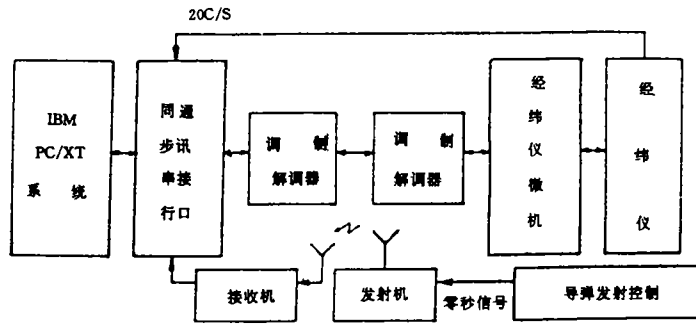 20C/S
IBM
PC/XT
系 统
同 通
步 讯
串 接
行 口
调 制
解调器
调 制
解调器
经
纬
仪
微
机
经
纬
仪
接收机
发射机
零秒信号
导弹发射控制